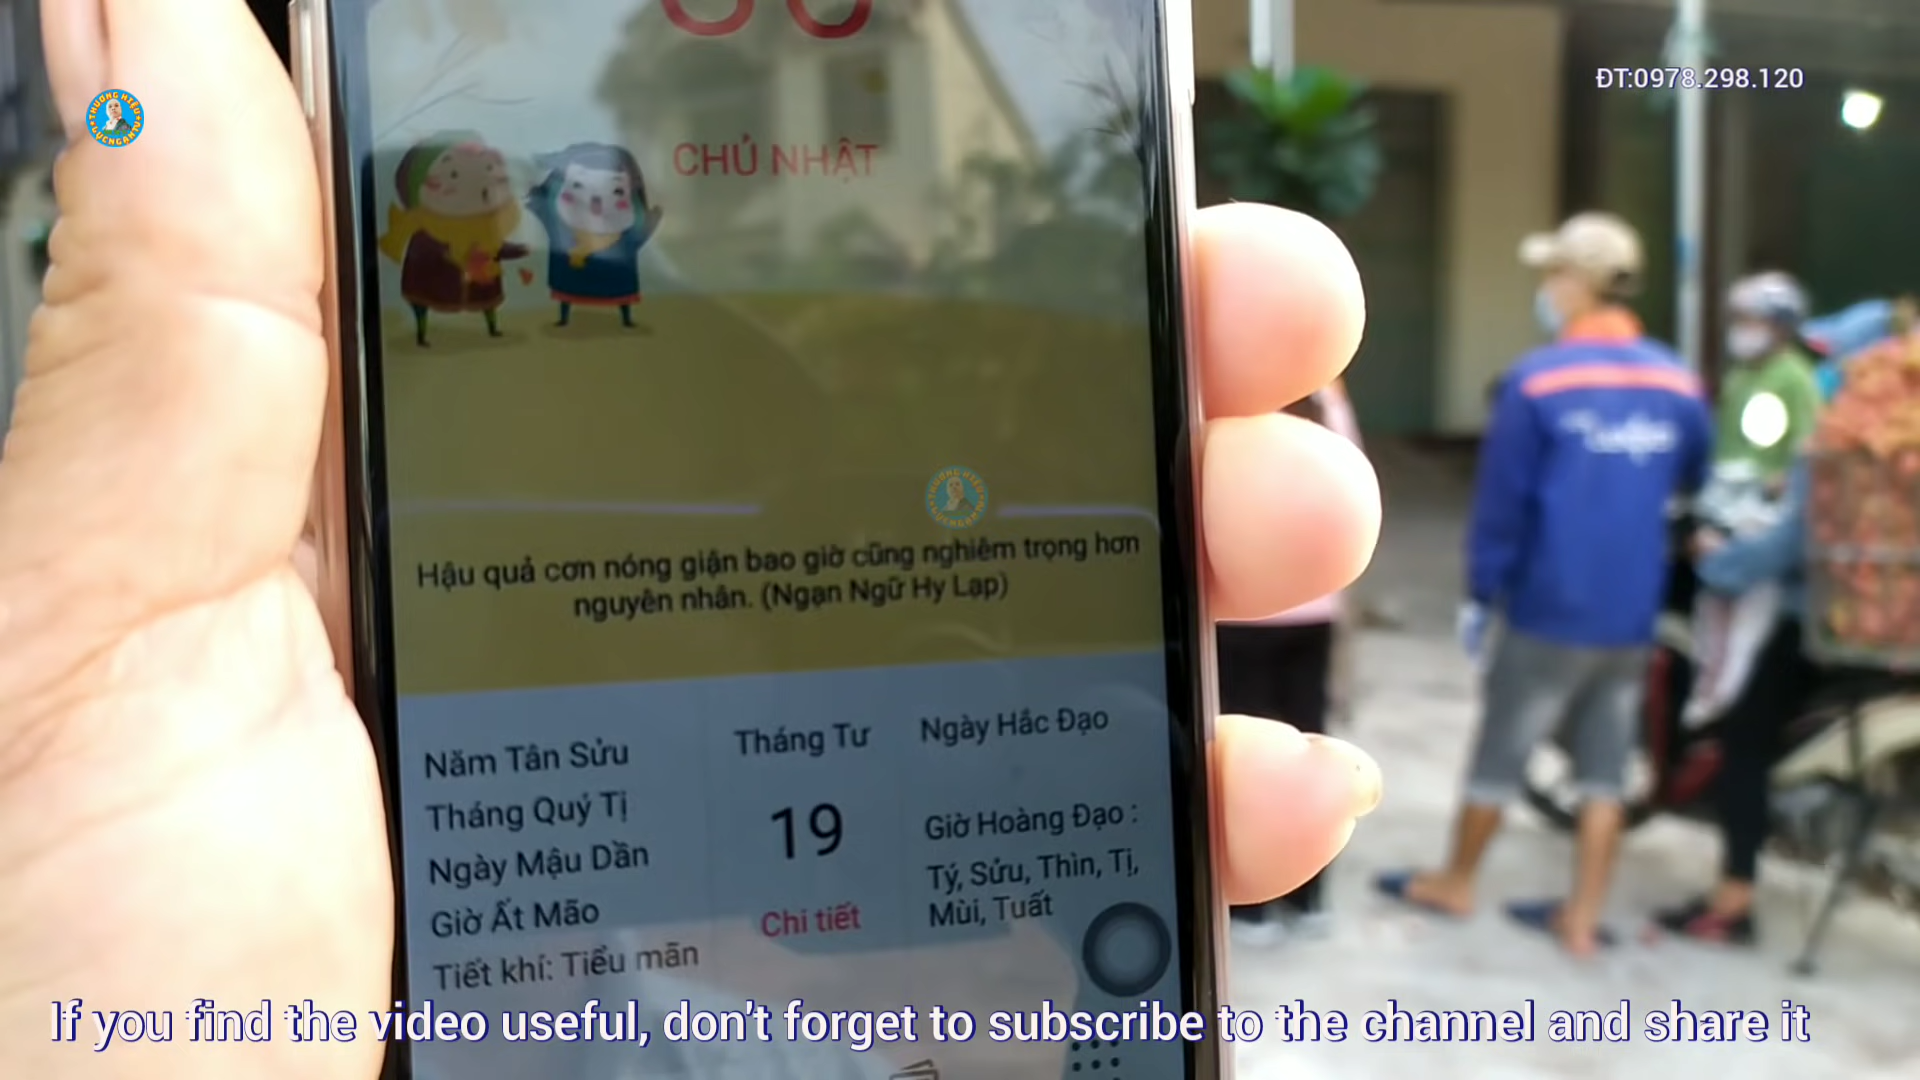 ĐT:0978.298.120
THƯƠNG HIỆU
LỤCNGẠNTV
CHỦ NHẬT
Hậu quả cơn nóng giận bao giờ cũng nghiêm trọng hơn
nguyên nhân. (Ngạn Ngữ Hy Lạp)
Năm Tân Sửu
Tháng Quý Tị
Ngày Mậu Dần
Giờ Ất Mão
Tiết khí: Tiểu mãn
Tháng Tư
19
Chi tiết
Ngày Hắc Đạo
Giờ Hoàng Đạo :
Tý, Sửu, Thìn, Tị,
Mùi, Tuất
If you find the video useful, don't forget to subscribe to the channel and share it